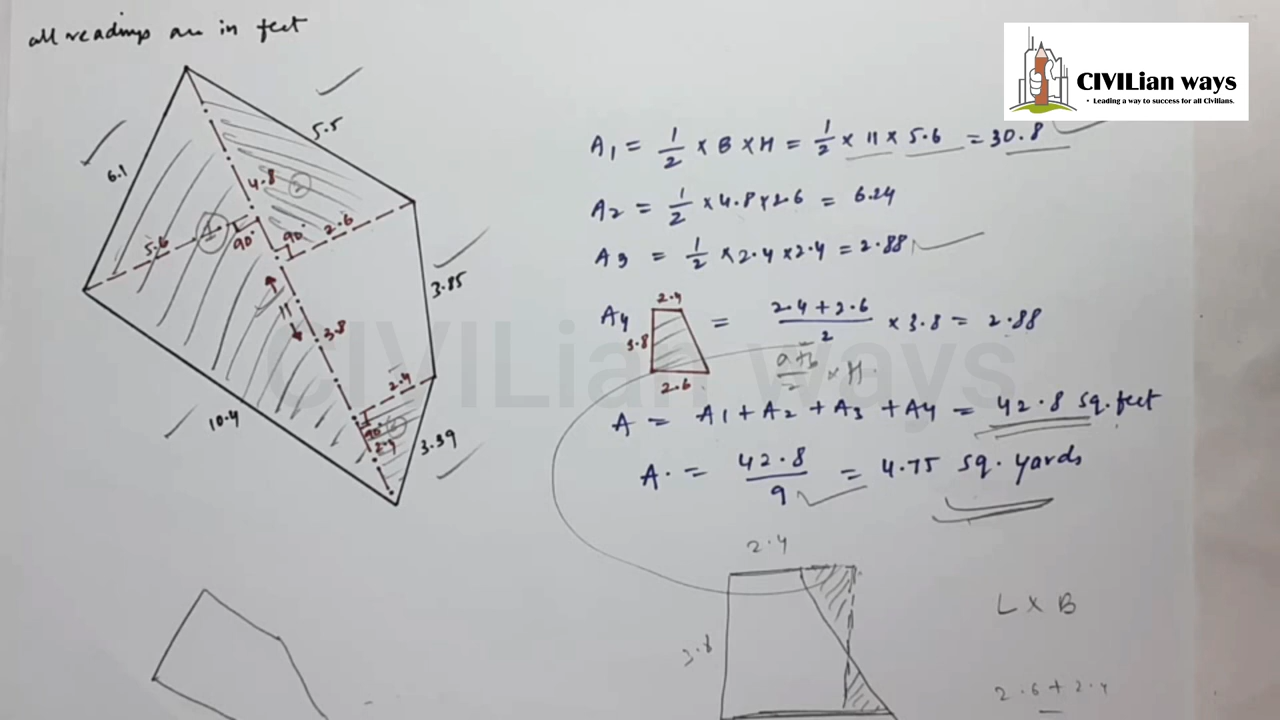 all readings are in feet
CIVILian ways
• Leading a way to success for all Civilians.
5.5
6.1
4.8
2
1
5.6
90°
90°
2.6
11
3.8
3.85
2.4
90°
2.4
10.4
3.39
A1 = 1/2 × B × H = 1/2 × 11 × 5.6 = 30.8
A2 = 1/2 × 4.8 × 2.6 = 6.24
A3 = 1/2 × 2.4 × 2.4 = 2.88
2.4
A4 = (2.4 + 2.6)/2 × 3.8 = 2.88
3.8
2.6
(a+b)/2 × H.
CIVILian ways
A = A1 + A2 + A3 + A4 = 42.8 sq. feet
A. = 42.8/9 = 4.75 sq. yards
2.4
3.8
L × B
2.6 + 2.4